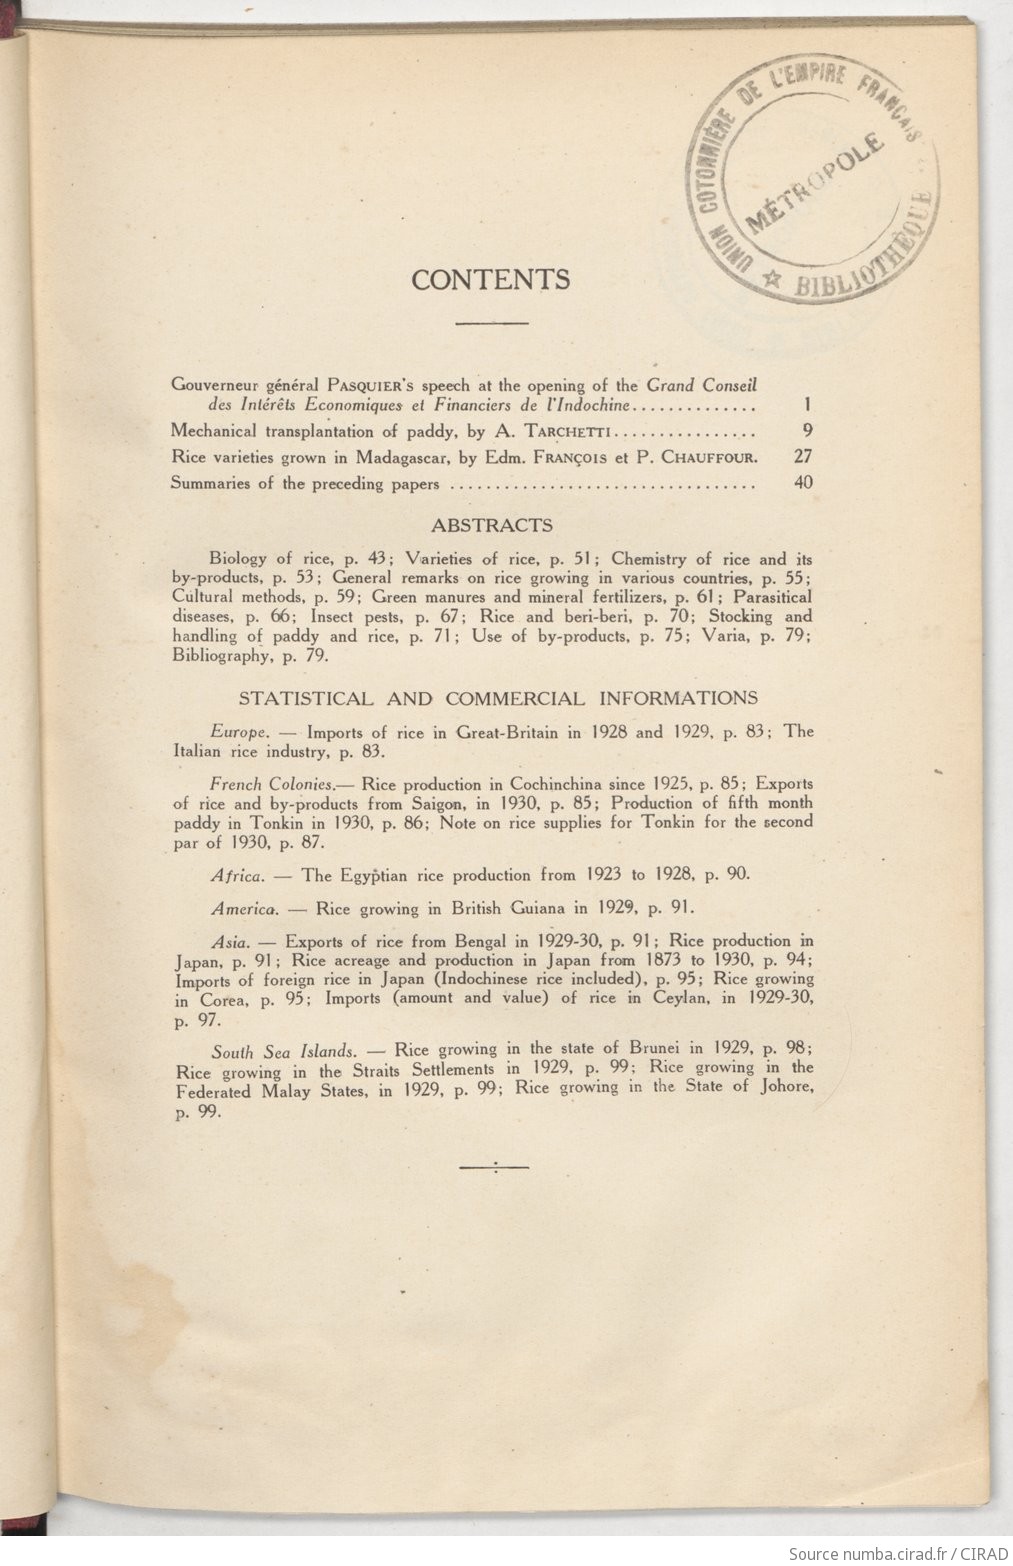 UNION COTONNIÈRE DE L'EMPIRE FRANÇAIS
MÉTROPOLE
☆ BIBLIOTHÈQUE
CONTENTS
Gouverneur général PASQUIER'S speech at the opening of the Grand Conseil
des Intérêts Economiques et Financiers de l'Indochine.............. 1
Mechanical transplantation of paddy, by A. TARCHETTI................ 9
Rice varieties grown in Madagascar, by Edm. FRANÇOIS et P. CHAUFFOUR. 27
Summaries of the preceding papers .................................. 40
ABSTRACTS
Biology of rice, p. 43; Varieties of rice, p. 51; Chemistry of rice and its
by-products, p. 53; General remarks on rice growing in various countries, p. 55;
Cultural methods, p. 59; Green manures and mineral fertilizers, p. 61; Parasitical
diseases, p. 66; Insect pests, p. 67; Rice and beri-beri, p. 70; Stocking and
handling of paddy and rice, p. 71; Use of by-products, p. 75; Varia, p. 79;
Bibliography, p. 79.
STATISTICAL AND COMMERCIAL INFORMATIONS
Europe. — Imports of rice in Great-Britain in 1928 and 1929, p. 83; The
Italian rice industry, p. 83.
French Colonies.— Rice production in Cochinchina since 1925, p. 85; Exports
of rice and by-products from Saigon, in 1930, p. 85; Production of fifth month
paddy in Tonkin in 1930, p. 86; Note on rice supplies for Tonkin for the second
par of 1930, p. 87.
Africa. — The Egyptian rice production from 1923 to 1928, p. 90.
America. — Rice growing in British Guiana in 1929, p. 91.
Asia. — Exports of rice from Bengal in 1929-30, p. 91; Rice production in
Japan, p. 91; Rice acreage and production in Japan from 1873 to 1930, p. 94;
Imports of foreign rice in Japan (Indochinese rice included), p. 95; Rice growing
in Corea, p. 95; Imports (amount and value) of rice in Ceylan, in 1929-30,
p. 97.
South Sea Islands. — Rice growing in the state of Brunei in 1929, p. 98;
Rice growing in the Straits Settlements in 1929, p. 99; Rice growing in the
Federated Malay States, in 1929, p. 99; Rice growing in the State of Johore,
p. 99.
Source numba.cirad.fr / CIRAD